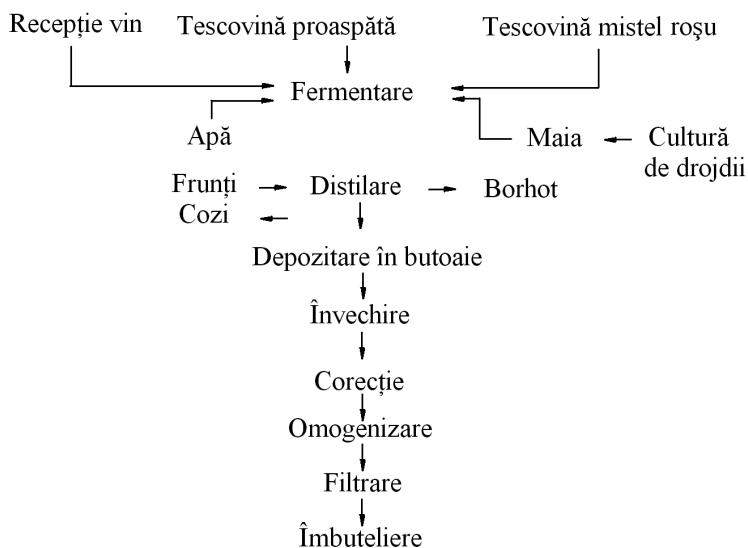 Recepție vin
Tescovină proaspătă
Tescovină mistel roşu
Fermentare
Apă
Maia
Cultură
de drojdii
Frunți
Cozi
Distilare
Borhot
Depozitare în butoaie
Învechire
Corecție
Omogenizare
Filtrare
Îmbuteliere